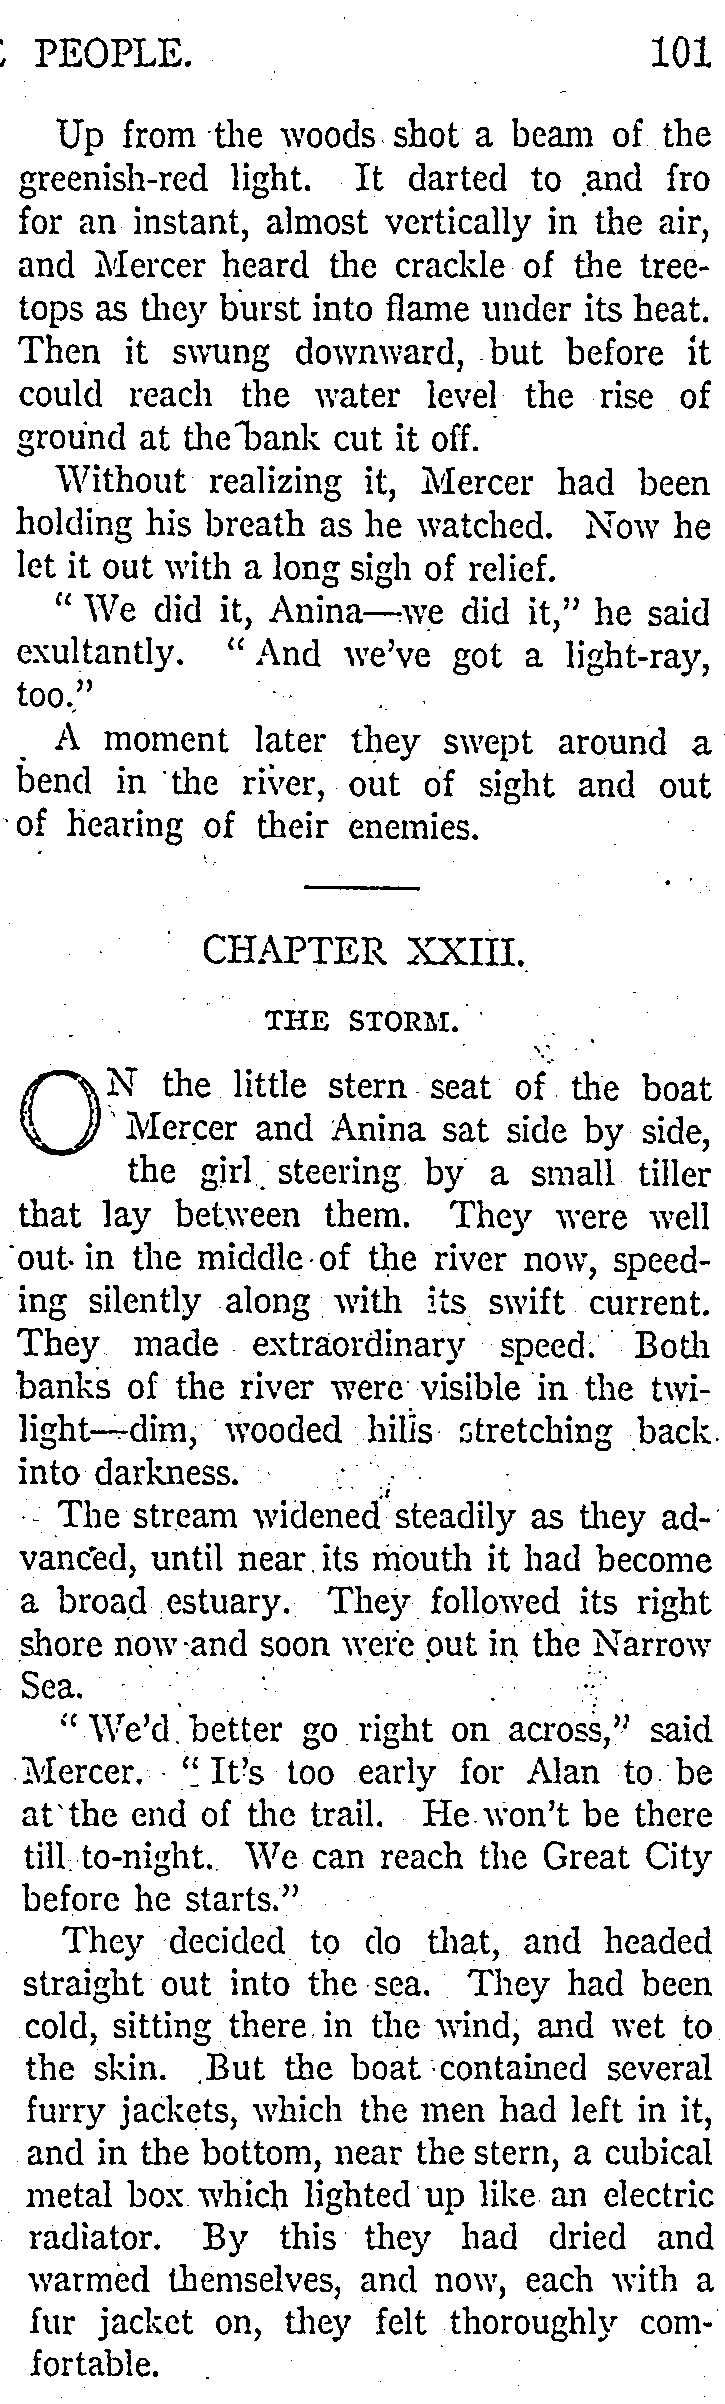 PEOPLE. 101
Up from the woods shot a beam of the
greenish-red light. It darted to and fro
for an instant, almost vertically in the air,
and Mercer heard the crackle of the tree-
tops as they burst into flame under its heat.
Then it swung downward, but before it
could reach the water level the rise of
ground at the bank cut it off.
Without realizing it, Mercer had been
holding his breath as he watched. Now he
let it out with a long sigh of relief.
"We did it, Anina—we did it," he said
exultantly. "And we've got a light-ray,
too."
A moment later they swept around a
bend in the river, out of sight and out
of hearing of their enemies.
CHAPTER XXIII.
THE STORM.
ON the little stern seat of the boat
Mercer and Anina sat side by side,
the girl steering by a small tiller
that lay between them. They were well
out in the middle of the river now, speed-
ing silently along with its swift current.
They made extraordinary speed. Both
banks of the river were visible in the twi-
light—dim, wooded hills stretching back
into darkness.
The stream widened steadily as they ad-
vanced, until near its mouth it had become
a broad estuary. They followed its right
shore now and soon were out in the Narrow
Sea.
"We'd better go right on across," said
Mercer. "It's too early for Alan to be
at the end of the trail. He won't be there
till to-night. We can reach the Great City
before he starts."
They decided to do that, and headed
straight out into the sea. They had been
cold, sitting there in the wind, and wet to
the skin. But the boat contained several
furry jackets, which the men had left in it,
and in the bottom, near the stern, a cubical
metal box which lighted up like an electric
radiator. By this they had dried and
warmed themselves, and now, each with a
fur jacket on, they felt thoroughly com-
fortable.